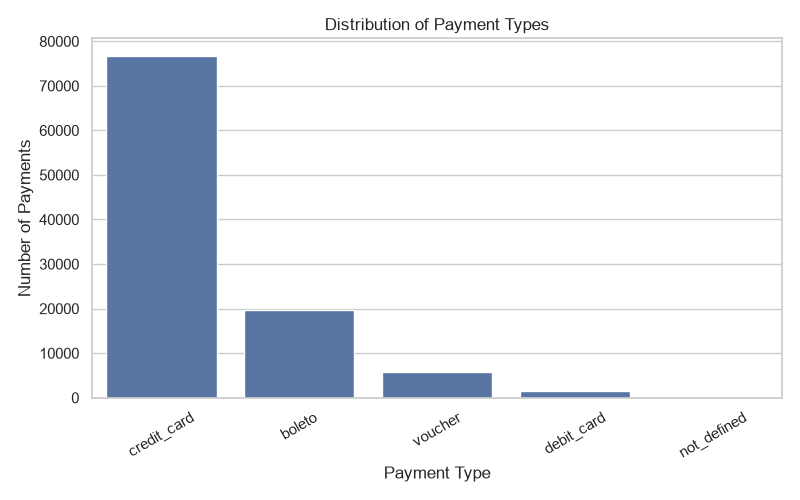 Distribution of Payment Types
80000
70000
60000
50000
40000
30000
20000
10000
0
Number of Payments
credit_card
boleto
voucher
debit_card
not_defined
Payment Type